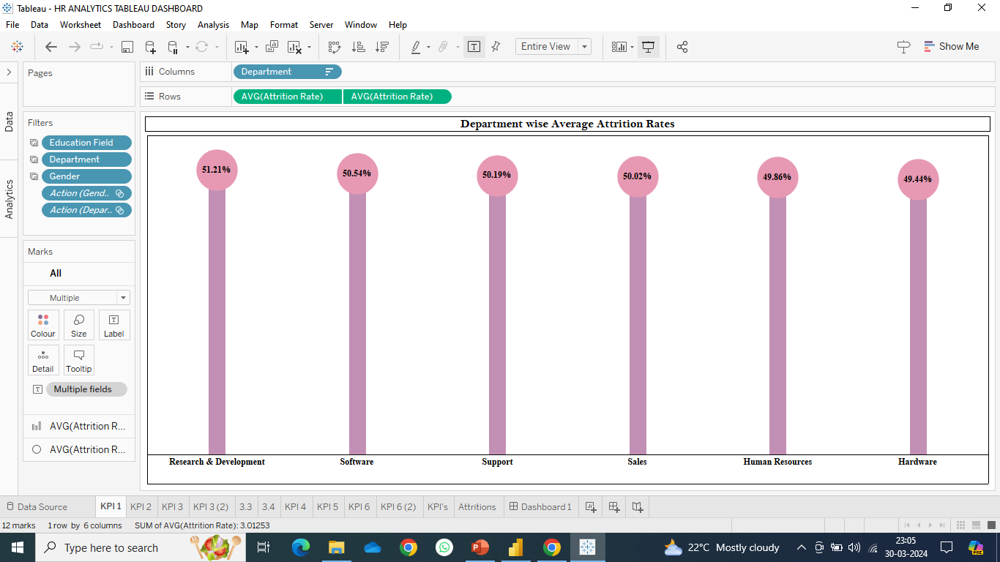 Tableau - HR ANALYTICS TABLEAU DASHBOARD
File Data Worksheet Dashboard Story Analysis Map Format Server Window Help
Entire View
Show Me
Pages
Columns
Department
Rows
AVG(Attrition Rate) AVG(Attrition Rate)
Data
Analytics
Filters
Education Field
Department
Gender
Action (Gend..
Action (Depar..
Marks
All
Multiple
Colour Size Label
Detail Tooltip
Multiple fields
AVG(Attrition R...
AVG(Attrition R...
Department wise Average Attrition Rates
51.21% 50.54% 50.19% 50.02% 49.86% 49.44%
Research & Development Software Support Sales Human Resources Hardware
Data Source KPI 1 KPI 2 KPI 3 KPI 3 (2) 3.3 3.4 KPI 4 KPI 5 KPI 6 KPI 6 (2) KPI's Attritions Dashboard 1
12 marks 1 row by 6 columns SUM of AVG(Attrition Rate): 3.01253
Type here to search
22°C Mostly cloudy
23:05
30-03-2024
PRE